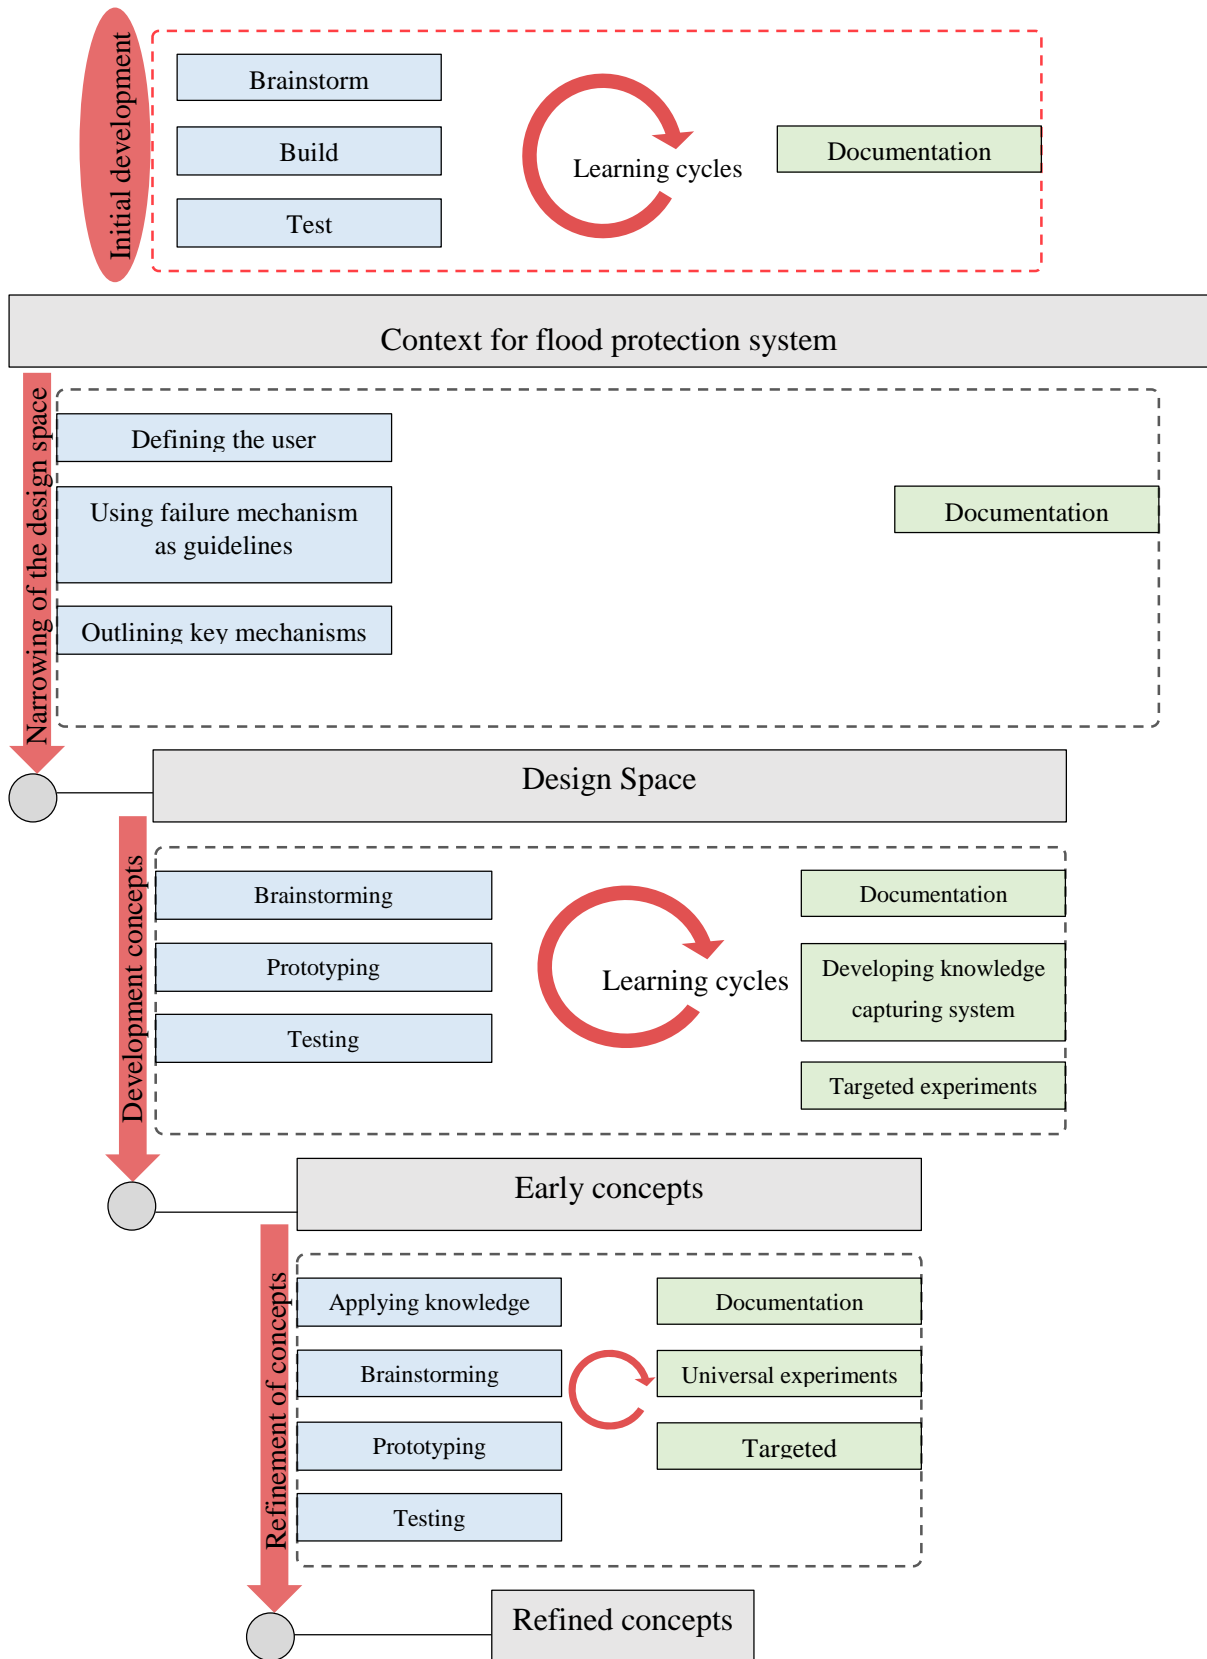 Initial development
Brainstorm
Build
Test
Learning cycles
Documentation
Context for flood protection system
Narrowing of the design space
Defining the user
Using failure mechanism
as guidelines
Outlining key mechanisms
Documentation
Design Space
Development concepts
Brainstorming
Prototyping
Testing
Learning cycles
Documentation
Developing knowledge
capturing system
Targeted experiments
Early concepts
Refinement of concepts
Applying knowledge
Brainstorming
Prototyping
Testing
Documentation
Universal experiments
Targeted
Refined concepts